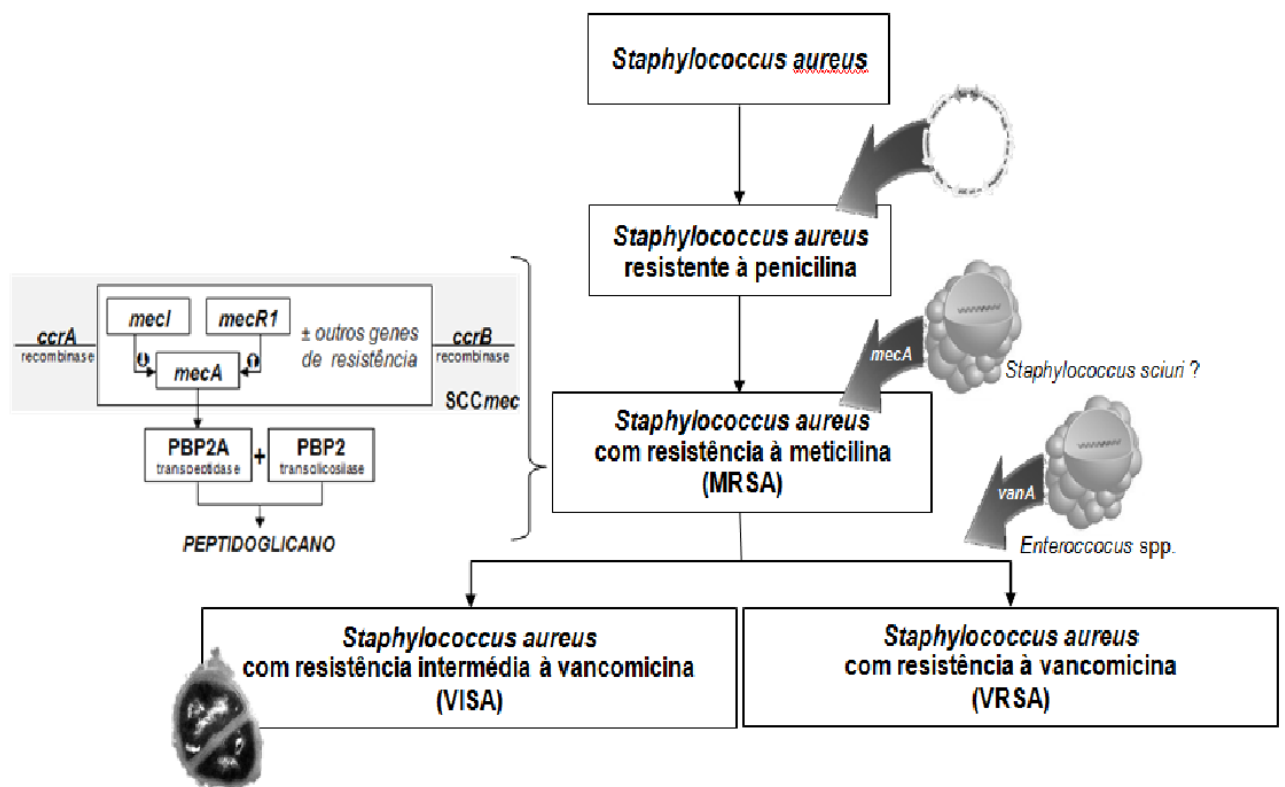 Staphylococcus aureus
Staphylococcus aureus
resistente à penicilina
mecI
mecR1
± outros genes
de resistência
ccrA
recombinase
ccrB
recombinase
mecA
SCCmec
PBP2A
transpeptidase
+
PBP2
PEPTIDOGLICANO
mecA
Staphylococcus sciuri ?
Staphylococcus aureus
com resistência à meticilina
(MRSA)
vanA
Enteroccocus spp.
Staphylococcus aureus
com resistência intermédia à vancomicina
(VISA)
Staphylococcus aureus
com resistência à vancomicina
(VRSA)